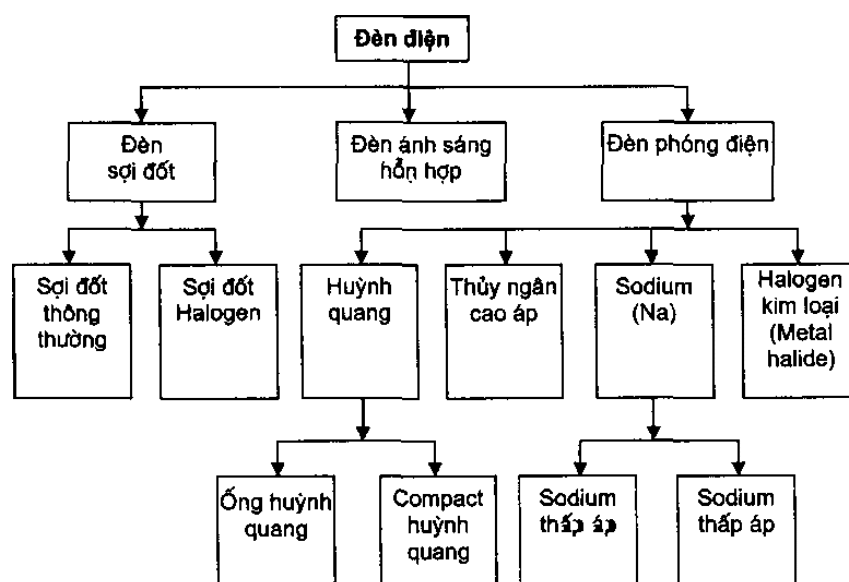 Đèn điện
Đèn
sợi đốt
Đèn ánh sáng
hỗn hợp
Đèn phóng điện
Sợi đốt
thông
thường
Sợi đốt
Halogen
Huỳnh
quang
Thủy ngân
cao áp
Sodium
(Na)
Halogen
kim loại
(Metal
halide)
Ống huỳnh
quang
Compact
huỳnh
quang
Sodium
thấp áp
Sodium
thấp áp